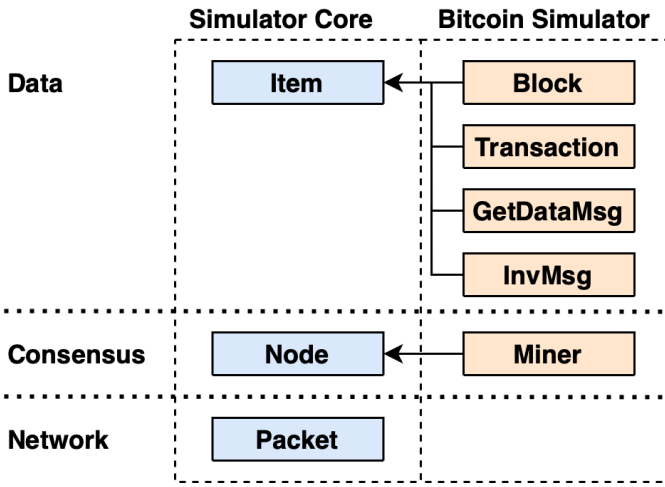 Simulator Core Bitcoin Simulator
Data Item Block
Transaction
GetDataMsg
InvMsg
Consensus Node Miner
Network Packet